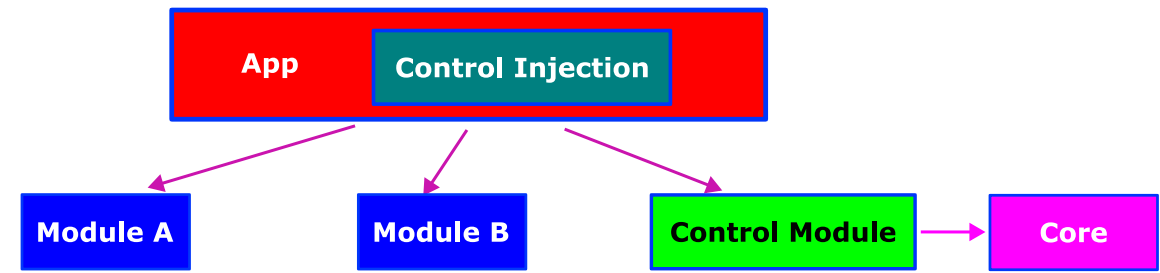 App
Control Injection
Module A
Module B
Control Module
Core